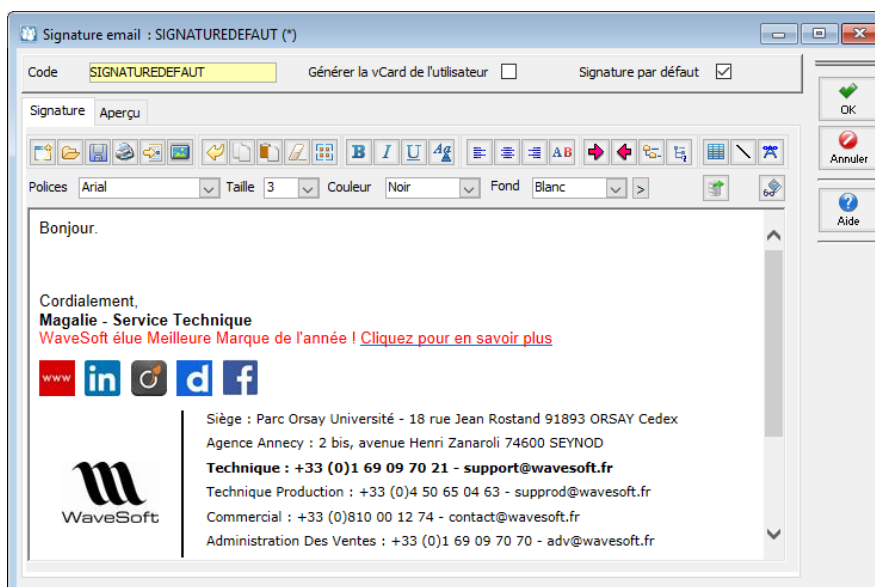 Signature email : SIGNATUREDEFAUT (*)
Code SIGNATUREDEFAUT Générer la vCard de l'utilisateur Signature par défaut
OK
Annuler
Aide
Signature Aperçu
B I U A AB
Polices Arial Taille 3 Couleur Noir Fond Blanc >
Bonjour.
Cordialement,
Magalie - Service Technique
WaveSoft élue Meilleure Marque de l'année ! Cliquez pour en savoir plus
www in d f
WaveSoft
Siège : Parc Orsay Université - 18 rue Jean Rostand 91893 ORSAY Cedex
Agence Annecy : 2 bis, avenue Henri Zanaroli 74600 SEYNOD
Technique : +33 (0)1 69 09 70 21 - support@wavesoft.fr
Technique Production : +33 (0)4 50 65 04 63 - supprod@wavesoft.fr
Commercial : +33 (0)810 00 12 74 - contact@wavesoft.fr
Administration Des Ventes : +33 (0)1 69 09 70 70 - adv@wavesoft.fr